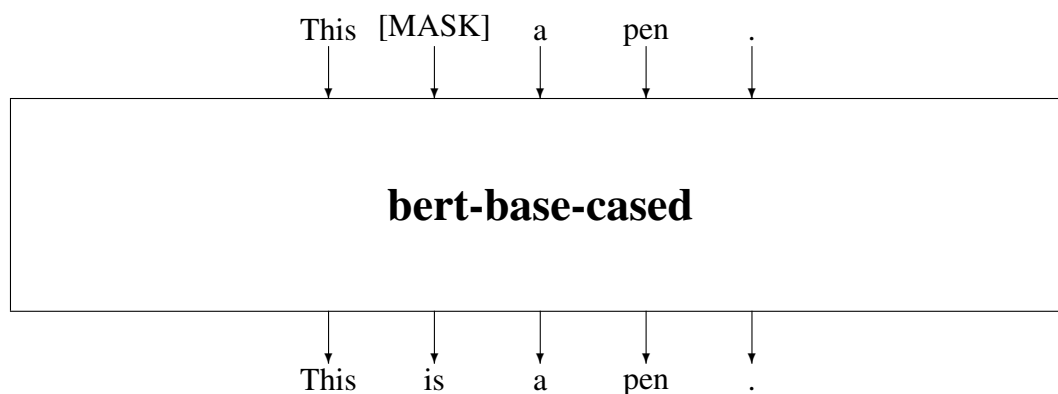 This [MASK] a pen .
bert-base-cased
This is a pen .